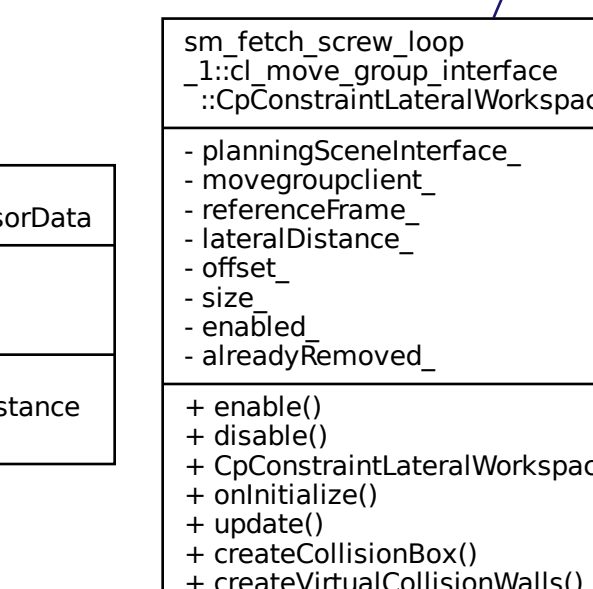 sm_fetch_screw_loop
_1::cl_move_group_interface
::CpConstraintLateralWorkspac
- planningSceneInterface_
- movegroupclient_
- referenceFrame_
- lateralDistance_
- offset_
- size_
- enabled_
- alreadyRemoved_
+ enable()
+ disable()
+ CpConstraintLateralWorkspac
+ onInitialize()
+ update()
+ createCollisionBox()
+ createVirtualCollisionWalls()
sorData
stance